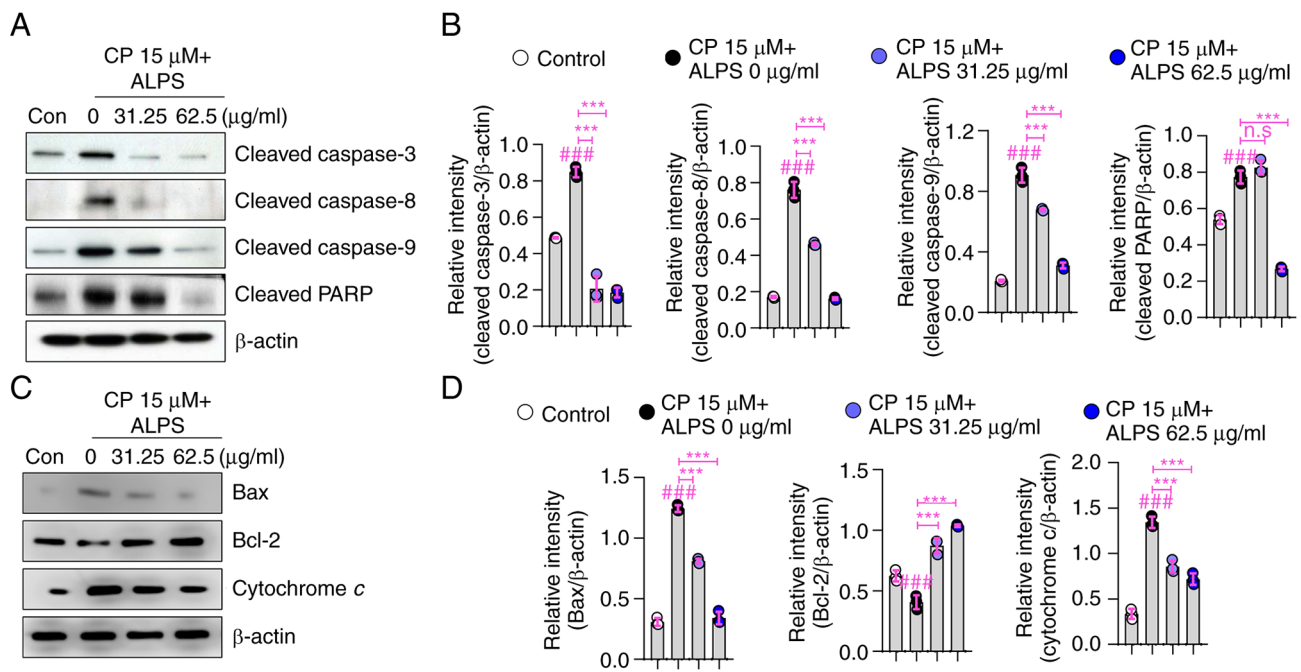 A
CP 15 μM+
ALPS
Con 0 31.25 62.5 (μg/ml)
Cleaved caspase-3
Cleaved caspase-8
Cleaved caspase-9
Cleaved PARP
β-actin
B
Control
CP 15 μM+
ALPS 0 μg/ml
CP 15 μM+
ALPS 31.25 μg/ml
CP 15 μM+
ALPS 62.5 μg/ml
Relative intensity
(cleaved caspase-3/β-actin)
1.0
0.8
0.6
0.4
0.2
0.0
###
***
***
Relative intensity
(cleaved caspase-8/β-actin)
1.0
0.8
0.6
0.4
0.2
0.0
###
***
***
Relative intensity
(cleaved caspase-9/β-actin)
1.2
0.8
0.4
0.0
###
***
***
Relative intensity
(cleaved PARP/β-actin)
1.0
0.8
0.6
0.4
0.2
0.0
###
n.s
***
C
CP 15 μM+
ALPS
Con 0 31.25 62.5 (μg/ml)
Bax
Bcl-2
Cytochrome c
β-actin
D
Control
CP 15 μM+
ALPS 0 μg/ml
CP 15 μM+
ALPS 31.25 μg/ml
CP 15 μM+
ALPS 62.5 μg/ml
Relative intensity
(Bax/β-actin)
1.5
1.0
0.5
0.0
###
***
***
Relative intensity
(Bcl-2/β-actin)
1.5
1.0
0.5
0.0
###
***
***
Relative intensity
(cytochrome c/β-actin)
2.0
1.5
1.0
0.5
0.0
###
***
***